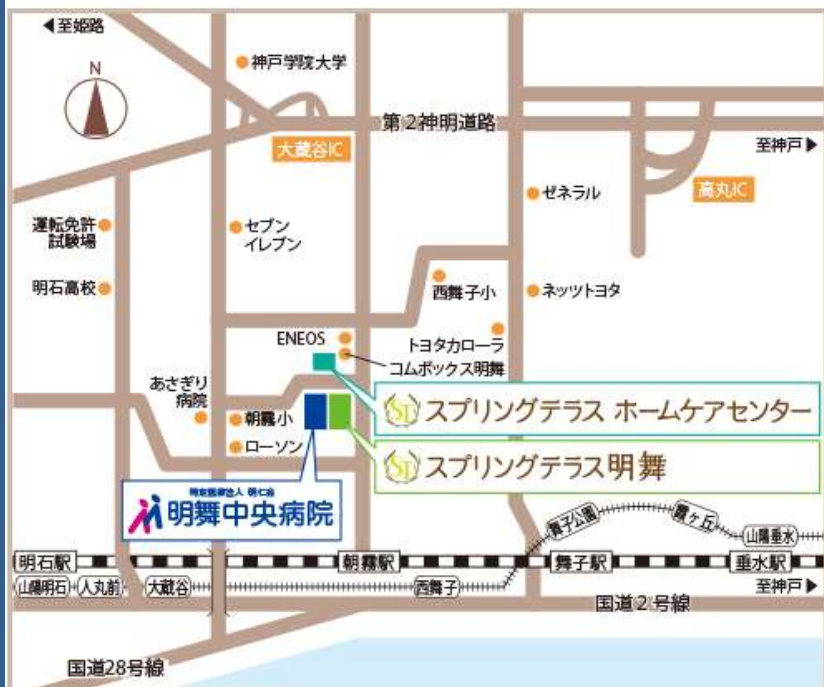 至姫路
N
神戸学院大学
第2神明道路
大蔵谷IC
至神戸
高丸IC
ゼネラル
運転免許
試験場
セブン
イレブン
明石高校
西舞子小
ネッツトヨタ
ENEOS
トヨタカローラ
コムボックス明舞
あさぎり
病院
朝霧小
ローソン
スプリングテラス ホームケアセンター
スプリングテラス明舞
特定医療法人 明仁会
明舞中央病院
舞子公園
霞ヶ丘
山陽垂水
明石駅
朝霧駅
舞子駅
垂水駅
山陽明石
人丸前
大蔵谷
西舞子
至神戸
国道2号線
国道28号線